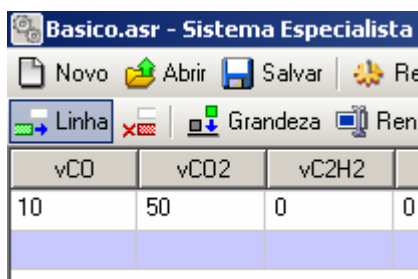 Basico.asr - Sistema Especialista
Novo Abrir Salvar
Linha Grandeza
vCO vCO2 vC2H2
10 50 0 0